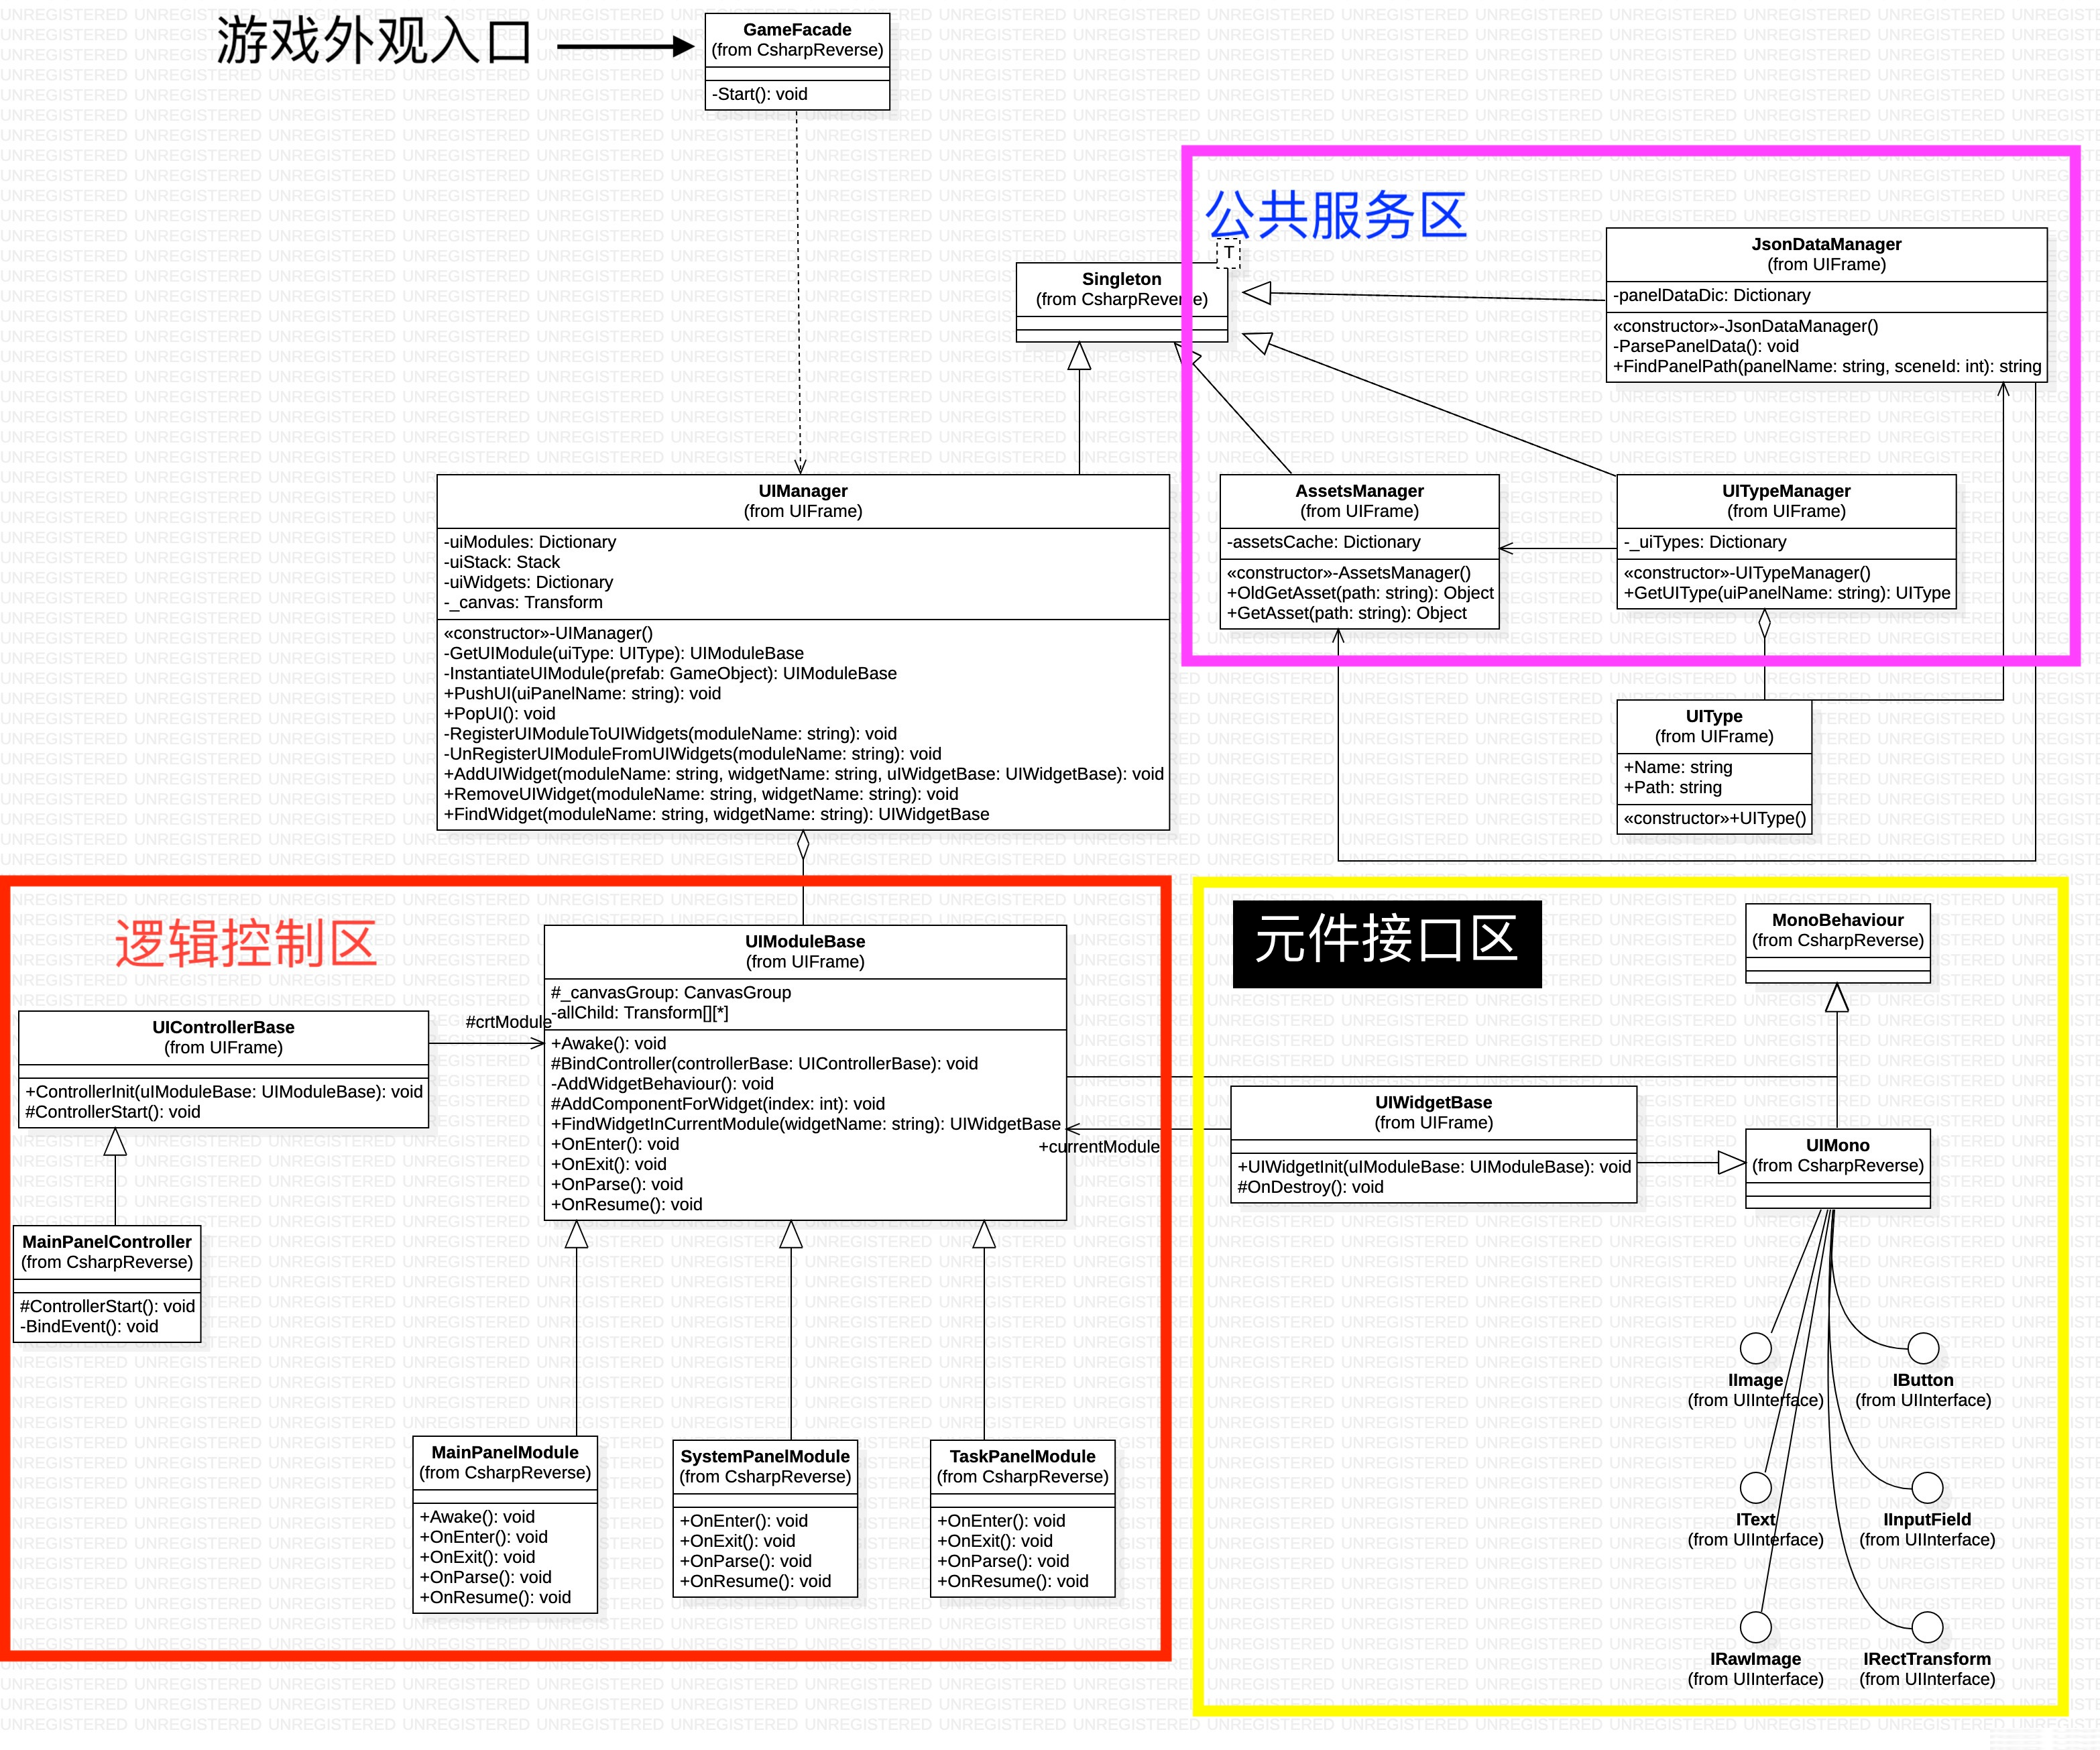 游戏外观入口
GameFacade
(from CsharpReverse)
-Start(): void
公共服务区
T
Singleton
(from CsharpReverse)
JsonDataManager
(from UIFrame)
-panelDataDic: Dictionary
«constructor»-JsonDataManager()
-ParsePanelData(): void
+FindPanelPath(panelName: string, sceneId: int): string
UIManager
(from UIFrame)
-uiModules: Dictionary
-uiStack: Stack
-uiWidgets: Dictionary
-_canvas: Transform
«constructor»-UIManager()
-GetUIModule(uiType: UIType): UIModuleBase
-InstantiateUIModule(prefab: GameObject): UIModuleBase
+PushUI(uiPanelName: string): void
+PopUI(): void
-RegisterUIModuleToUIWidgets(moduleName: string): void
-UnRegisterUIModuleFromUIWidgets(moduleName: string): void
+AddUIWidget(moduleName: string, widgetName: string, uIWidgetBase: UIWidgetBase): void
+RemoveUIWidget(moduleName: string, widgetName: string): void
+FindWidget(moduleName: string, widgetName: string): UIWidgetBase
AssetsManager
(from UIFrame)
-assetsCache: Dictionary
«constructor»-AssetsManager()
+OldGetAsset(path: string): Object
+GetAsset(path: string): Object
UITypeManager
(from UIFrame)
-_uiTypes: Dictionary
«constructor»-UITypeManager()
+GetUIType(uiPanelName: string): UIType
UIType
(from UIFrame)
+Name: string
+Path: string
«constructor»+UIType()
逻辑控制区
UIControllerBase
(from UIFrame)
+ControllerInit(uIModuleBase: UIModuleBase): void
#ControllerStart(): void
#crtModule
UIModuleBase
(from UIFrame)
#_canvasGroup: CanvasGroup
-allChild: Transform[][*]
+Awake(): void
#BindController(controllerBase: UIControllerBase): void
-AddWidgetBehaviour(): void
#AddComponentForWidget(index: int): void
+FindWidgetInCurrentModule(widgetName: string): UIWidgetBase
+OnEnter(): void
+OnExit(): void
+OnParse(): void
+OnResume(): void
MainPanelController
(from CsharpReverse)
#ControllerStart(): void
-BindEvent(): void
MainPanelModule
(from CsharpReverse)
+Awake(): void
+OnEnter(): void
+OnExit(): void
+OnParse(): void
+OnResume(): void
SystemPanelModule
(from CsharpReverse)
+OnEnter(): void
+OnExit(): void
+OnParse(): void
+OnResume(): void
TaskPanelModule
(from CsharpReverse)
+OnEnter(): void
+OnExit(): void
+OnParse(): void
+OnResume(): void
元件接口区
MonoBehaviour
(from CsharpReverse)
UIWidgetBase
(from UIFrame)
+UIWidgetInit(uIModuleBase: UIModuleBase): void
#OnDestroy(): void
+currentModule
UIMono
(from CsharpReverse)
IImage
(from UIInterface)
IButton
(from UIInterface)
IText
(from UIInterface)
IInputField
(from UIInterface)
IRawImage
(from UIInterface)
IRectTransform
(from UIInterface)
UNREGISTERED